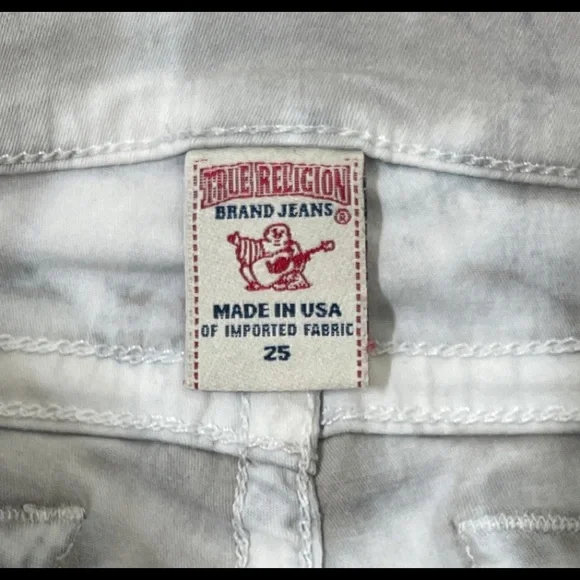 TRUE RELIGION
BRAND JEANS®
MADE IN USA
OF IMPORTED FABRIC
25